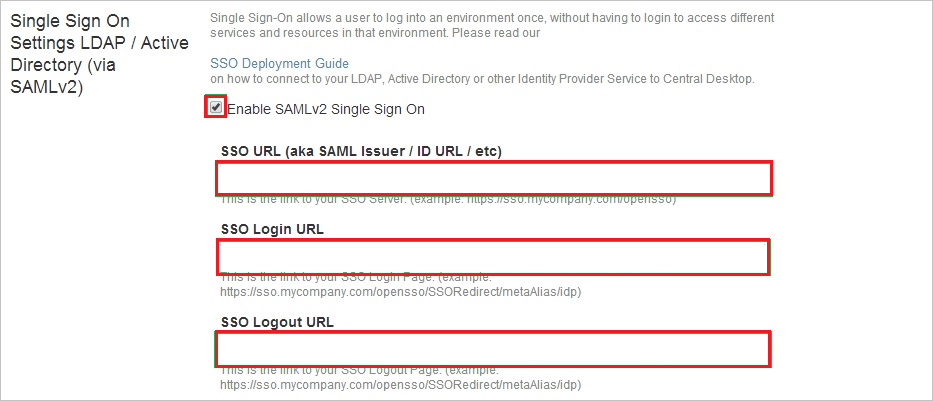 Single Sign On
Settings LDAP / Active
Directory (via
SAMLv2)
Single Sign-On allows a user to log into an environment once, without having to login to access different
services and resources in that environment. Please read our
SSO Deployment Guide
on how to connect to your LDAP, Active Directory or other Identity Provider Service to Central Desktop.
Enable SAMLv2 Single Sign On
SSO URL (aka SAML Issuer / ID URL / etc)
This is the link to your SSO Server. (example: https://sso.mycompany.com/opensso)
SSO Login URL
This is the link to your SSO Login Page. (example:
https://sso.mycompany.com/opensso/SSORedirect/metaAlias/idp)
SSO Logout URL
This is the link to your SSO Logout Page. (example:
https://sso.mycompany.com/opensso/SSORedirect/metaAlias/idp)